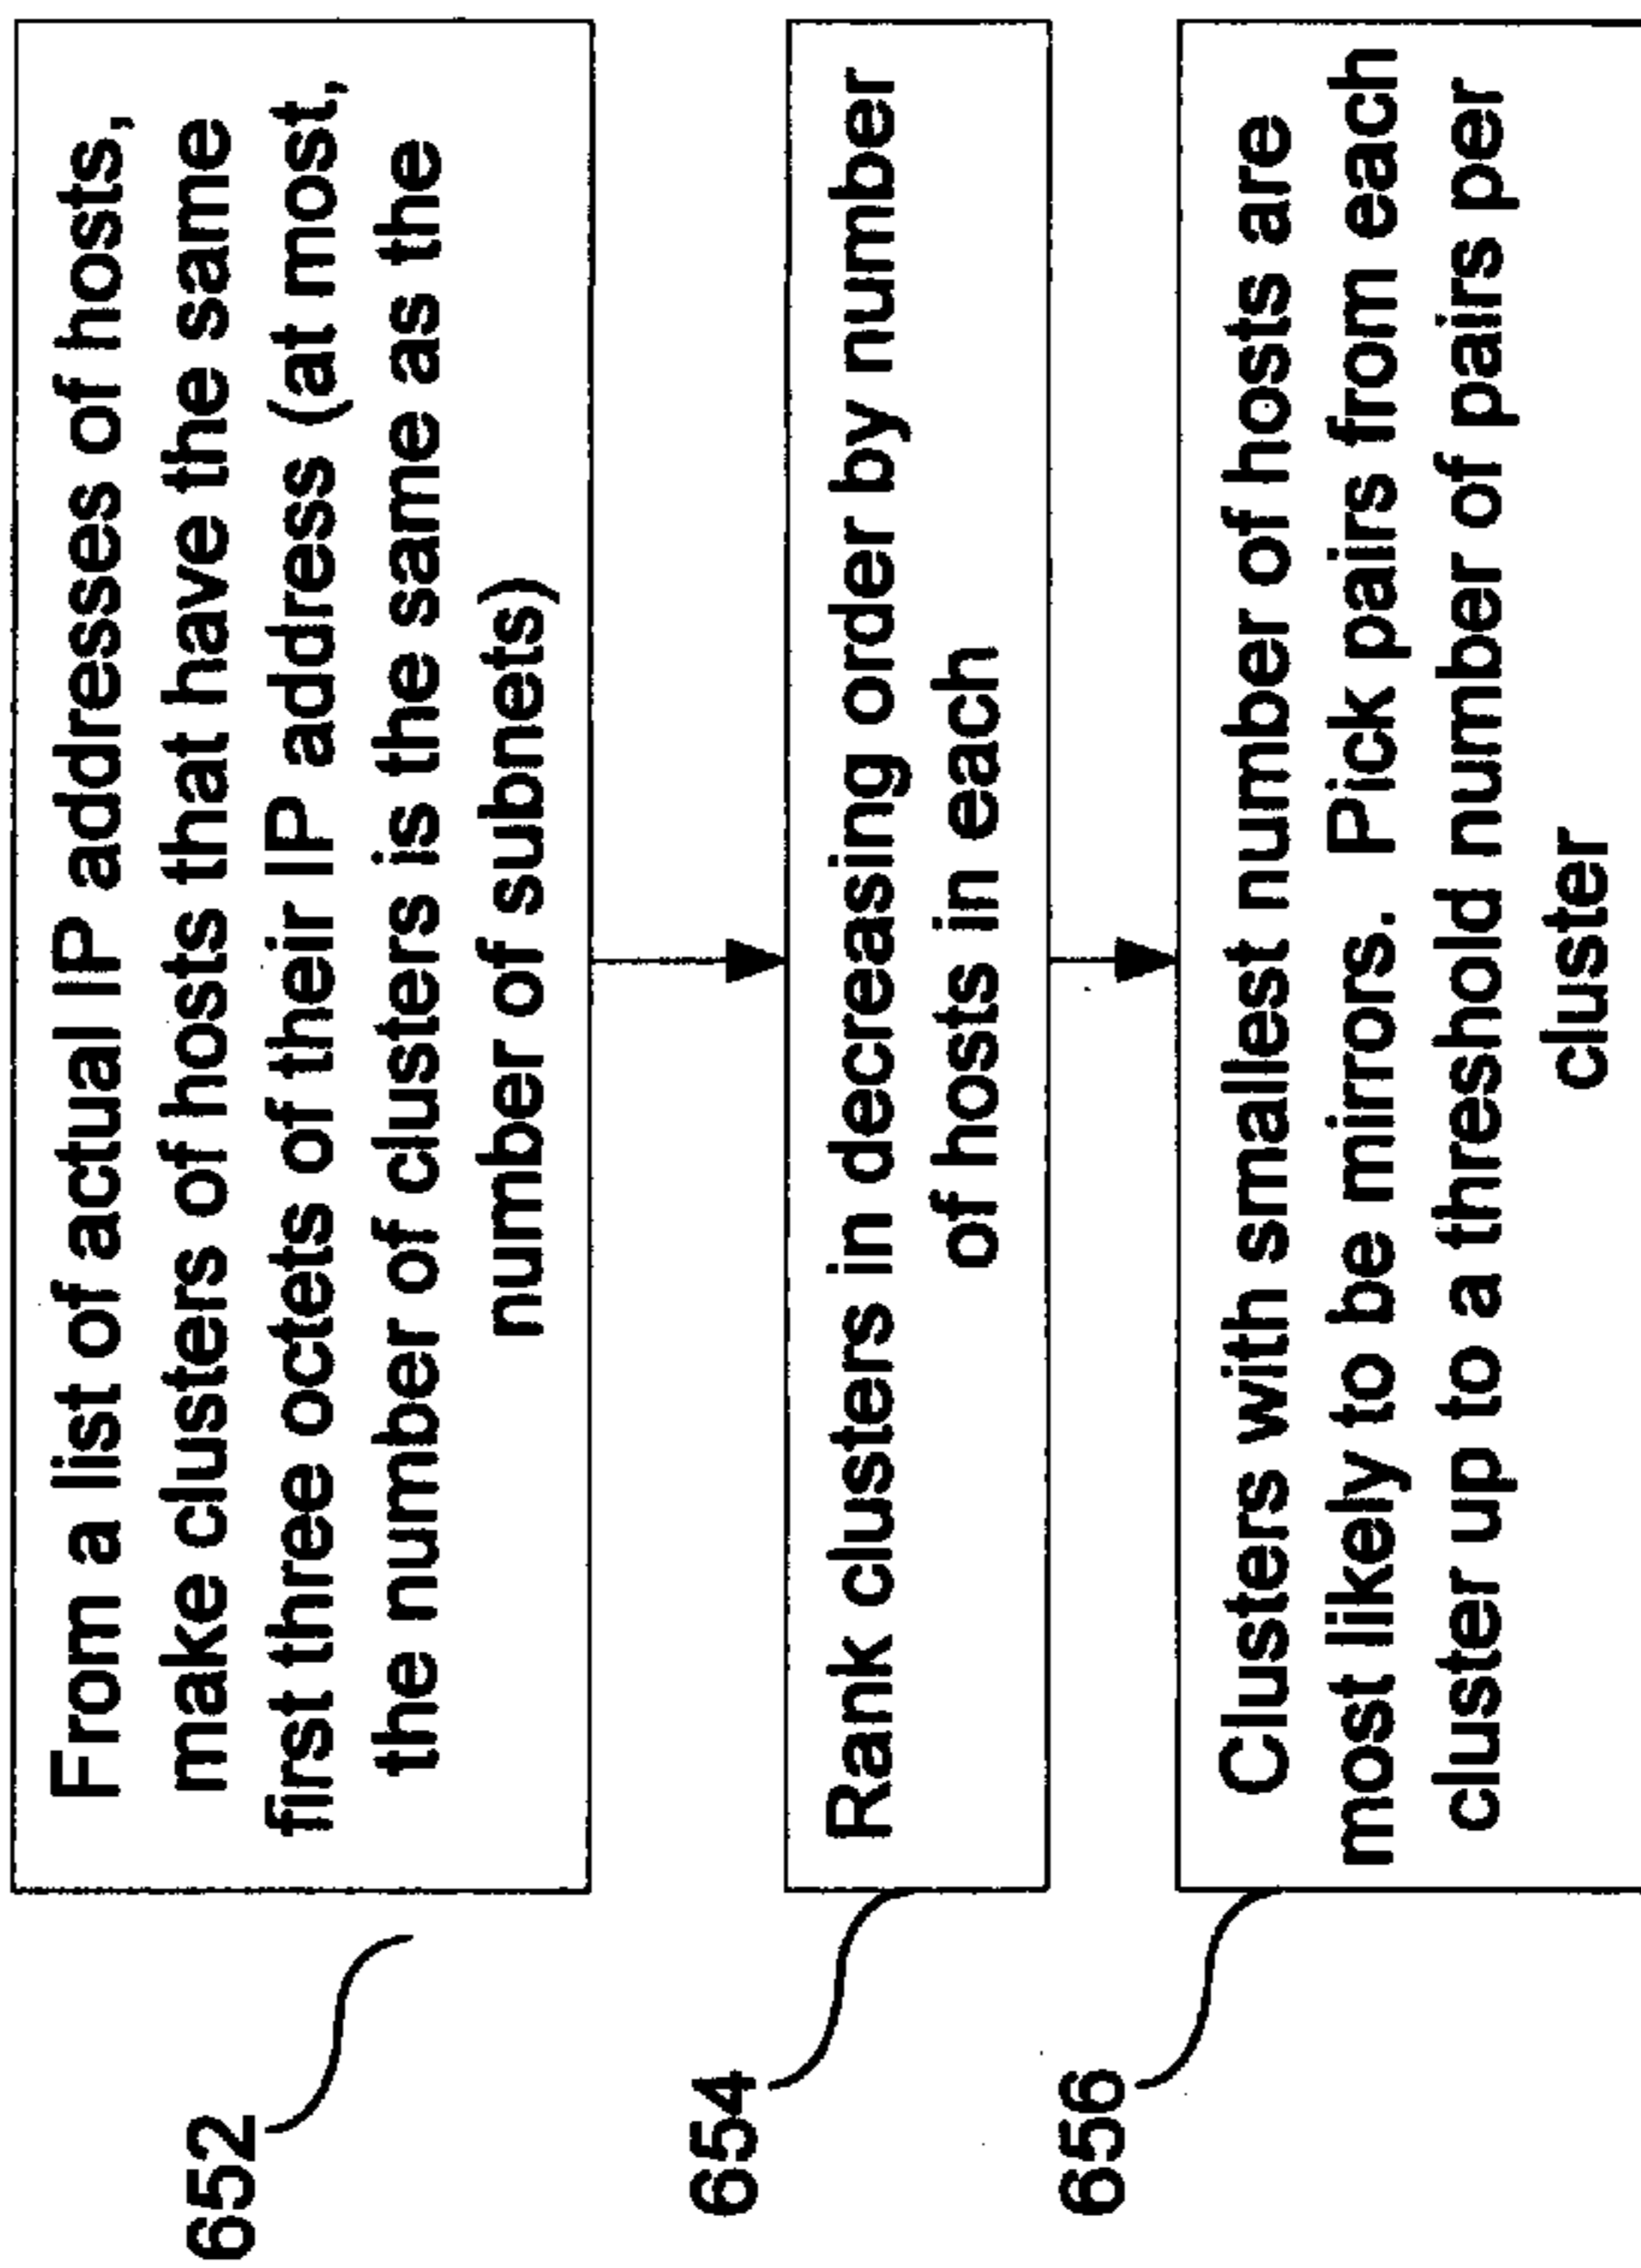 652
From a list of actual IP addresses of hosts,
make clusters of hosts that have the same
first three octets of their IP address (at most,
the number of clusters is the same as the
number of subnets)
654
Rank clusters in decreasing order by number
of hosts in each
656
Clusters with smallest number of hosts are
most likely to be mirrors. Pick pairs from each
cluster up to a threshold number of pairs per
cluster